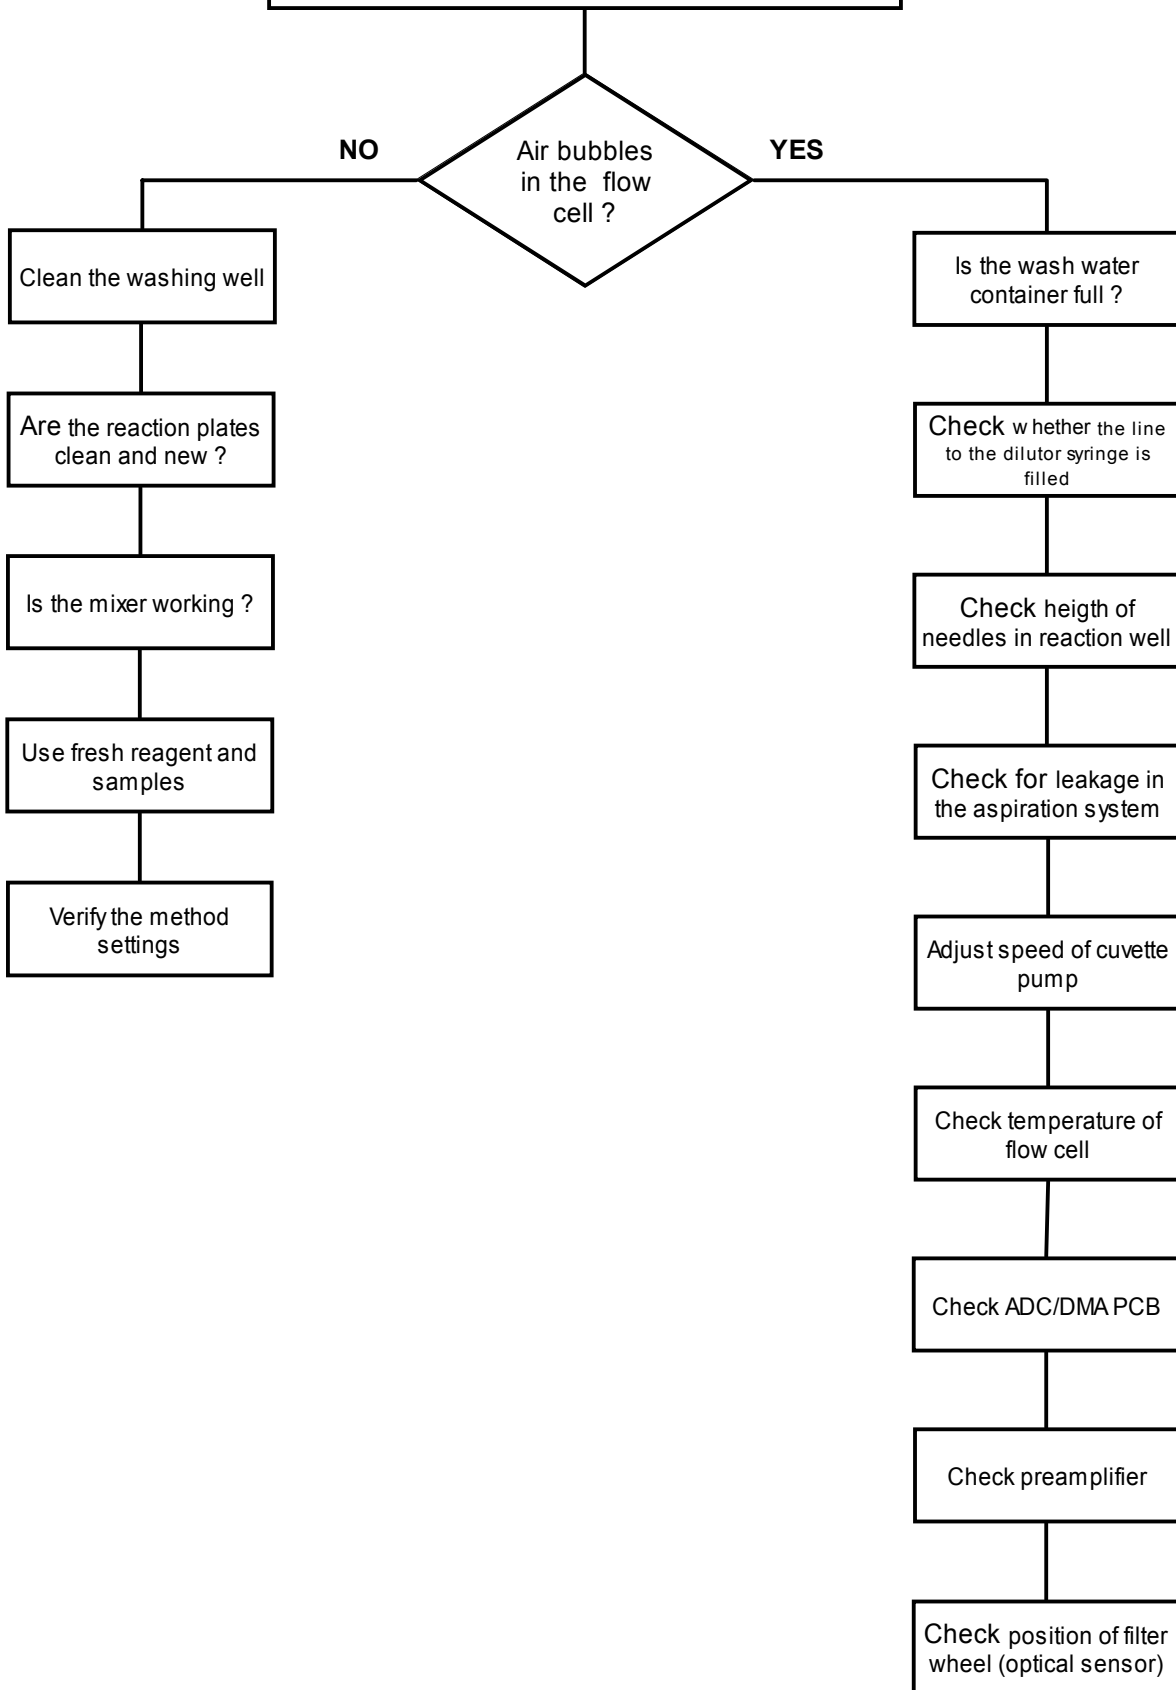 Air bubbles
in the flow
cell ?
NO
YES
Clean the washing well
Are the reaction plates
clean and new ?
Is the mixer working ?
Use fresh reagent and
samples
Verify the method
settings
Is the wash water
container full ?
Check whether the line
to the dilutor syringe is
filled
Check heigth of
needles in reaction well
Check for leakage in
the aspiration system
Adjust speed of cuvette
pump
Check temperature of
flow cell
Check ADC/DMA PCB
Check preamplifier
Check position of filter
wheel (optical sensor)